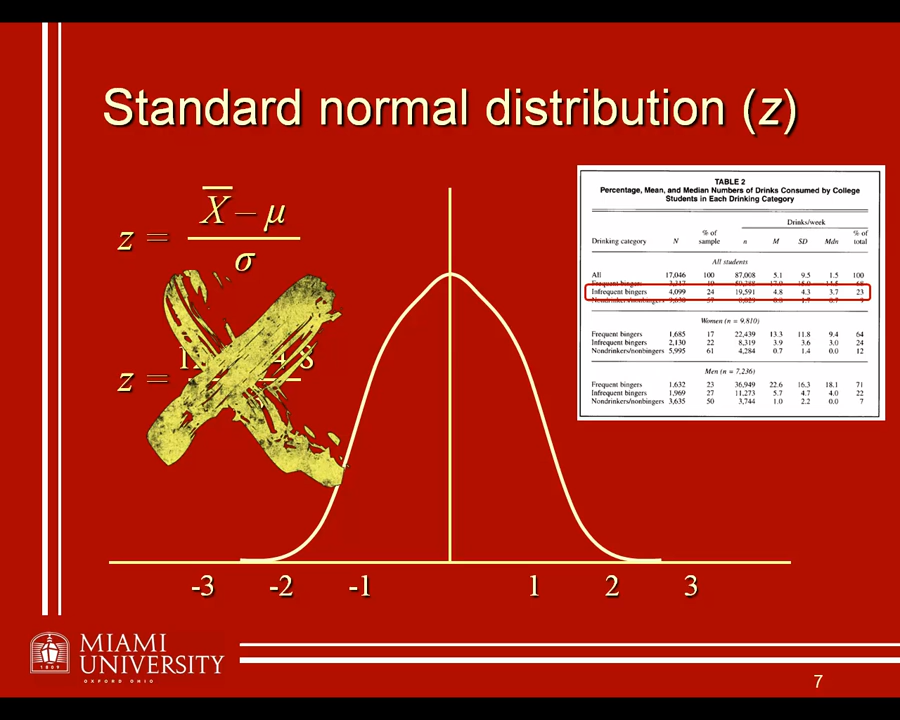 Standard normal distribution (z)
z = X̅ – μ
σ
z =
8
TABLE 2
Percentage, Mean, and Median Numbers of Drinks Consumed by College
Students in Each Drinking Category
Drinks/week
% of % of
Drinking category N sample n M SD Mdn total
All students
All 17,046 100 87,008 5.1 9.5 1.5 100
Frequent bingers
Infrequent bingers 4,099 24 19,591 4.8 4.3 3.7 23
Nondrinkers/nonbingers
Women (n = 9,810)
Frequent bingers 1,685 17 22,439 13.3 11.8 9.4 64
Infrequent bingers 2,130 22 8,319 3.9 3.6 3.0 24
Nondrinkers/nonbingers 5,995 61 4,284 0.7 1.4 0.0 12
Men (n = 7,236)
Frequent bingers 1,632 23 36,949 22.6 16.3 18.1 71
Infrequent bingers 1,969 27 11,273 5.7 4.7 4.0 22
Nondrinkers/nonbingers 3,635 50 3,744 1.0 2.2 0.0 7
-3 -2 -1 1 2 3
MIAMI
UNIVERSITY
1809
OXFORD OHIO
7